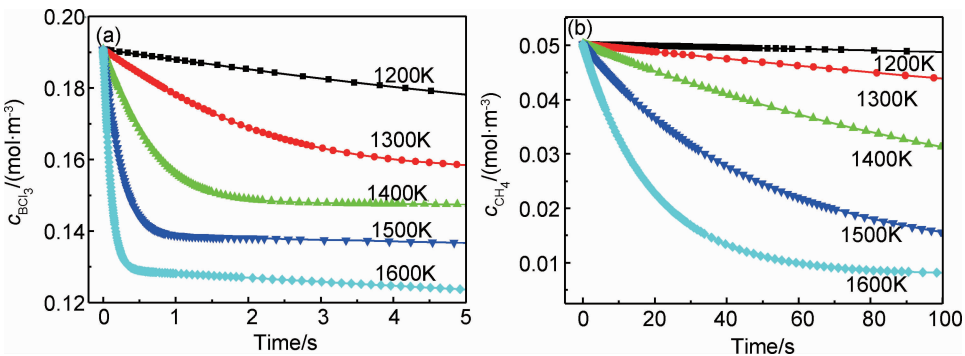 (a)
c_BCl₃/(mol·m⁻³)
0.20
0.18
0.16
0.14
0.12
1200K
1300K
1400K
1500K
1600K
0 1 2 3 4 5
Time/s
(b)
c_CH₄/(mol·m⁻³)
0.05
0.04
0.03
0.02
0.01
1200K
1300K
1400K
1500K
1600K
0 20 40 60 80 100
Time/s